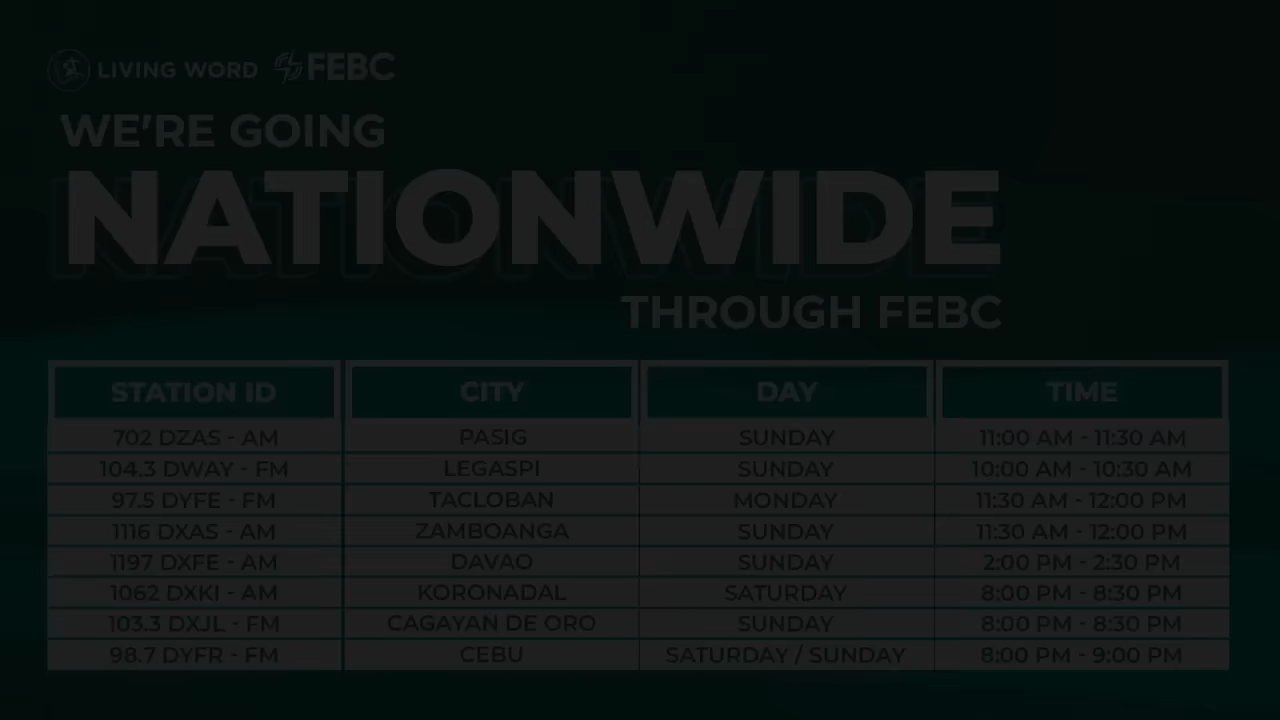 LIVING WORD FEBC
WE'RE GOING
NATIONWIDE
THROUGH FEBC
STATION ID CITY DAY TIME
702 DZAS - AM PASIG SUNDAY 11:00 AM - 11:30 AM
104.3 DWAY - FM LEGASPI SUNDAY 10:00 AM - 10:30 AM
97.5 DYFE - FM TACLOBAN MONDAY 11:30 AM - 12:00 PM
1116 DXAS - AM ZAMBOANGA SUNDAY 11:30 AM - 12:00 PM
1197 DXFE - AM DAVAO SUNDAY 2:00 PM - 2:30 PM
1062 DXKI - AM KORONADAL SATURDAY 8:00 PM - 8:30 PM
103.3 DXJL - FM CAGAYAN DE ORO SUNDAY 8:00 PM - 8:30 PM
98.7 DYFR - FM CEBU SATURDAY / SUNDAY 8:00 PM - 9:00 PM